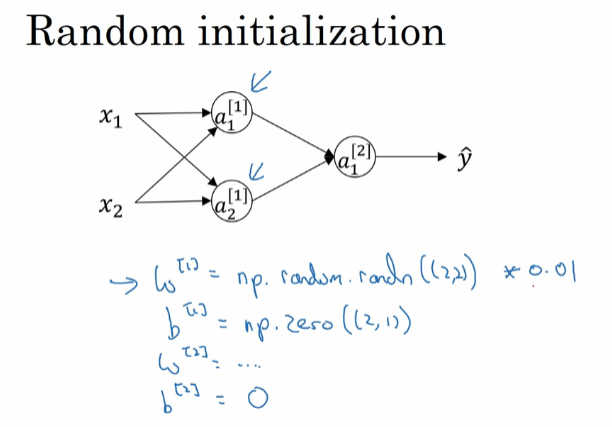 Random initialization
x₁ a₁^[1]
a₁^[2] ŷ
x₂ a₂^[1]
→ W^[1] = np.random.randn((2,2)) * 0.01
b^[1] = np.zero((2,1))
W^[2] = ....
b^[2] = 0